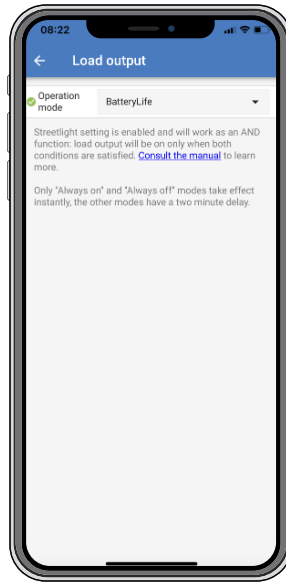 08:22
Load output
Operation
mode
BatteryLife
Streetlight setting is enabled and will work as an AND
function: load output will be on only when both
conditions are satisfied. Consult the manual to learn
more.
Only "Always on" and "Always off" modes take effect
instantly, the other modes have a two minute delay.